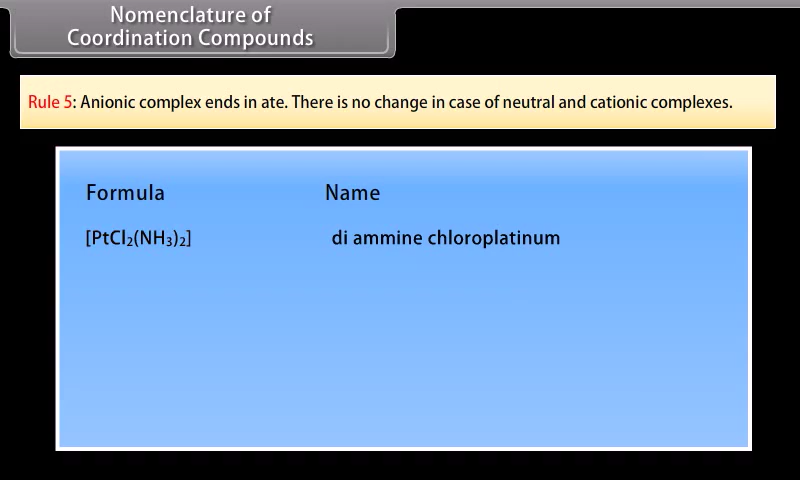 Nomenclature of
Coordination Compounds
Rule 5: Anionic complex ends in ate. There is no change in case of neutral and cationic complexes.
Formula Name
[PtCl₂(NH₃)₂] di ammine chloroplatinum